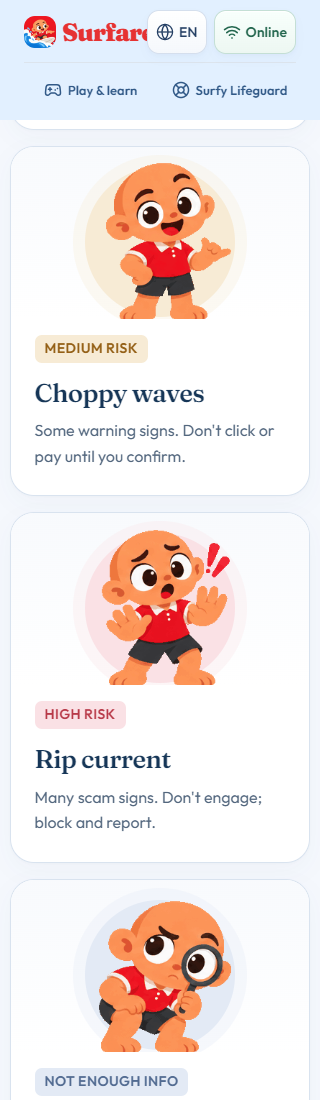 EN
Online
Play & learn
Surfy Lifeguard
MEDIUM RISK
Choppy waves
Some warning signs. Don't click or
pay until you confirm.
HIGH RISK
Rip current
Many scam signs. Don't engage;
block and report.
NOT ENOUGH INFO